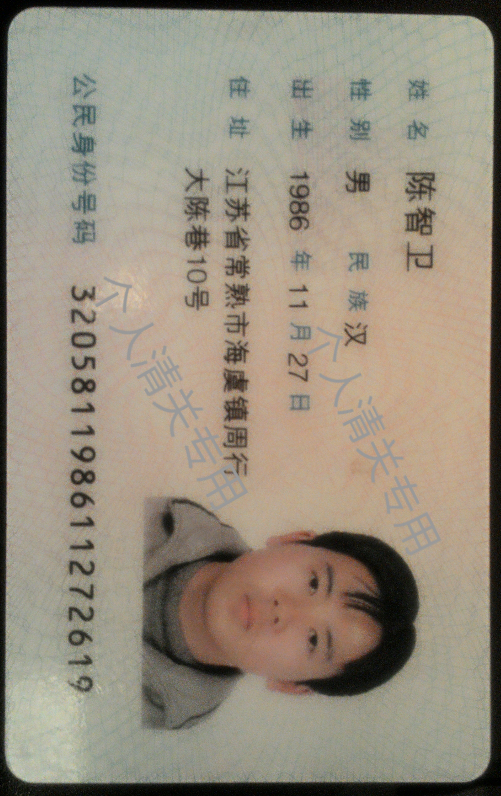 姓名 陈智卫
性别 男 民族 汉
出生 1986 年 11 月 27 日
住址 江苏省常熟市海虞镇周行
大陈巷10号
公民身份号码 320581198611272619
个人清关专用
个人清关专用